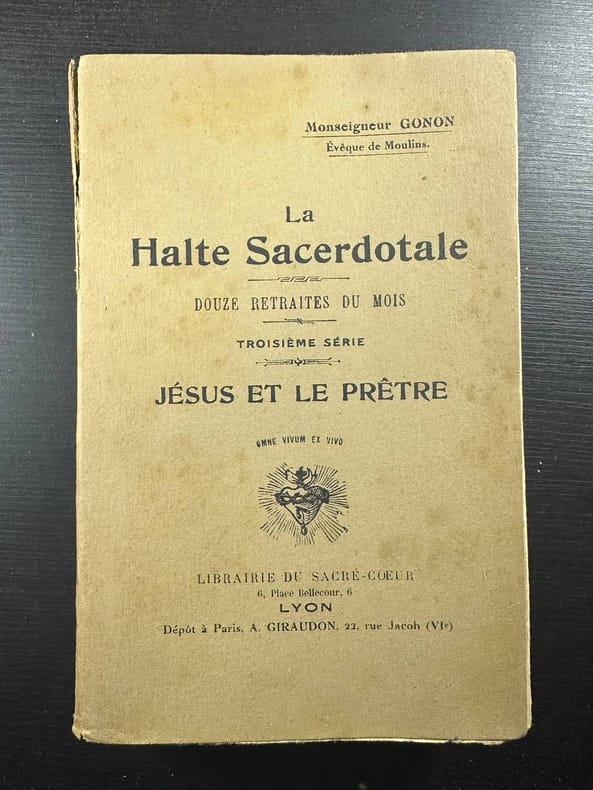 Monseigneur GONON
Évêque de Moulins.
La
Halte Sacerdotale
DOUZE RETRAITES DU MOIS
TROISIÈME SÉRIE
JÉSUS ET LE PRÊTRE
OMNE VIVUM EX VIVO
LIBRAIRIE DU SACRÉ-CŒUR
6, Place Bellecour, 6
LYON
Dépôt à Paris, A. GIRAUDON, 22, rue Jacob (VIe)